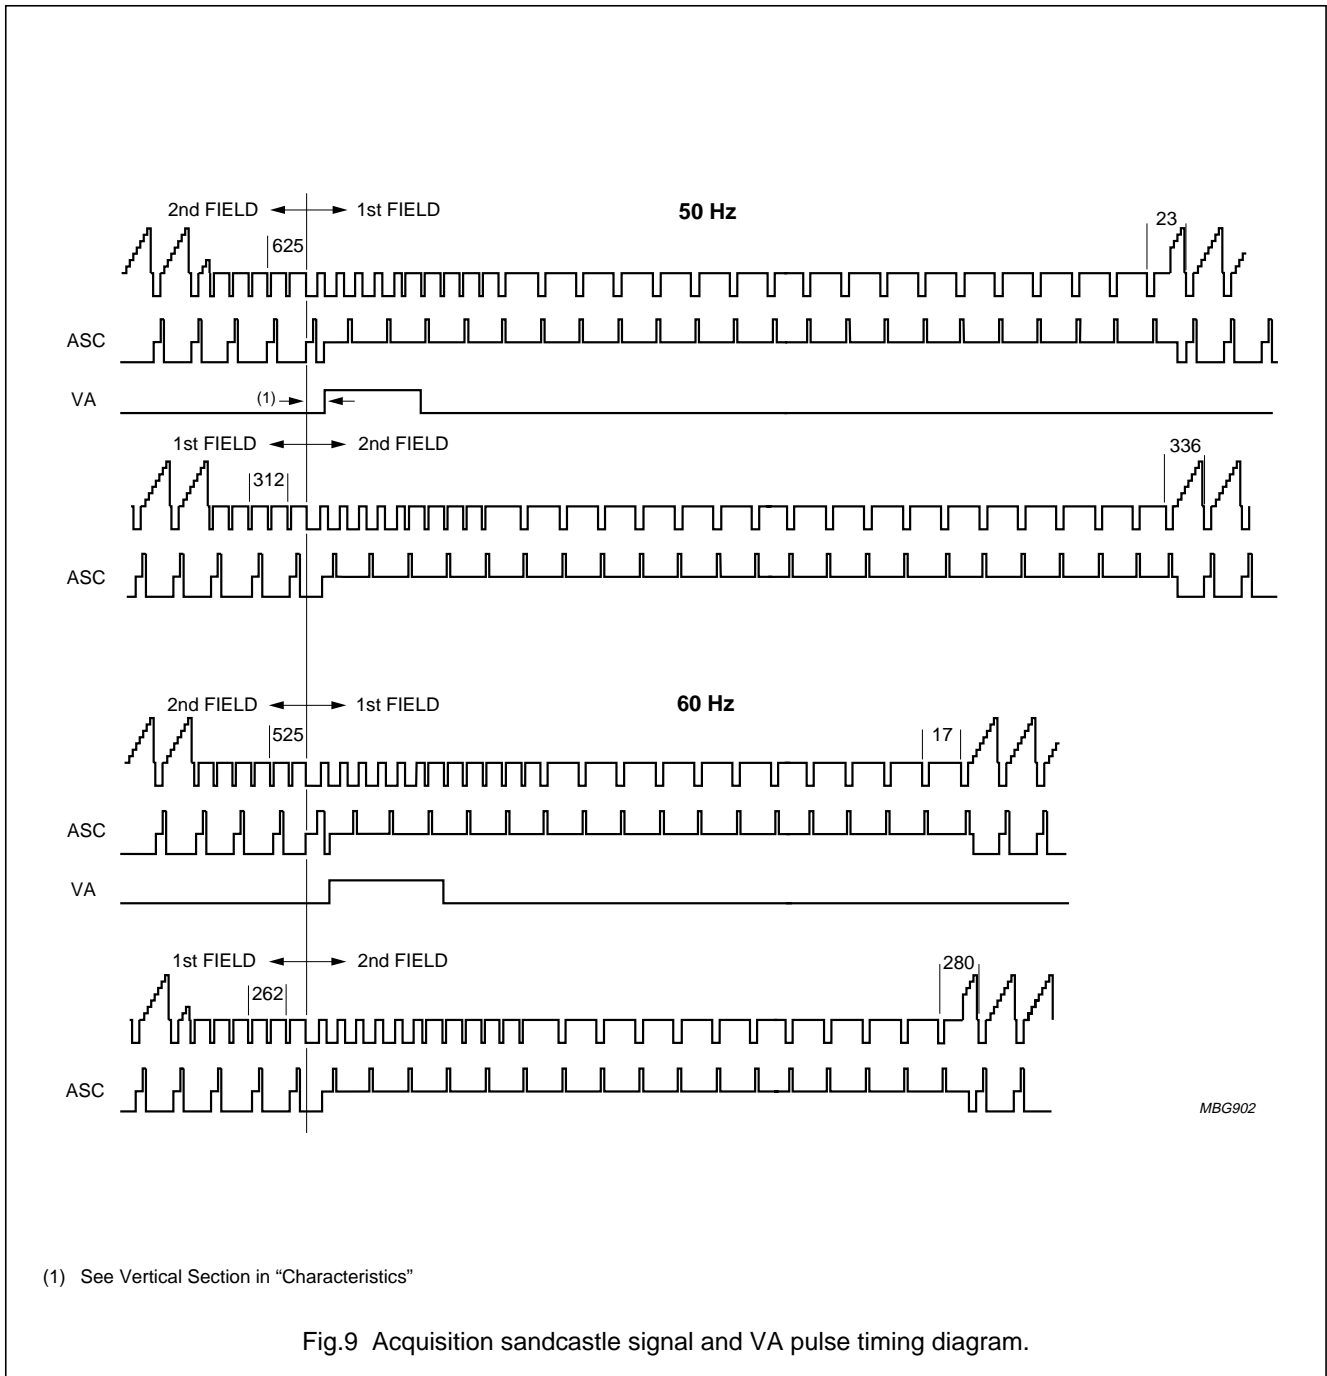 2nd FIELD 1st FIELD 50 Hz
625 23
ASC
VA (1)
1st FIELD 2nd FIELD
312 336
ASC
2nd FIELD 1st FIELD 60 Hz
525 17
ASC
VA
1st FIELD 2nd FIELD
262 280
ASC
MBG902
(1) See Vertical Section in “Characteristics”
Fig.9 Acquisition sandcastle signal and VA pulse timing diagram.